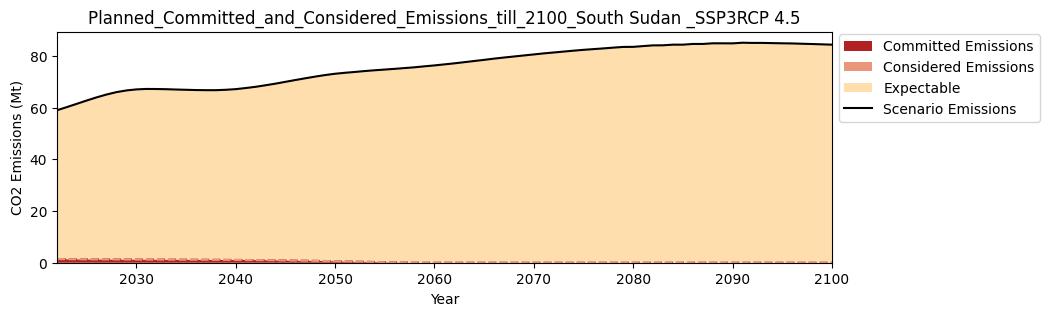 Planned_Committed_and_Considered_Emissions_till_2100_South Sudan _SSP3RCP 4.5
Committed Emissions
Considered Emissions
Expectable
Scenario Emissions
CO2 Emissions (Mt)
80
60
40
20
0
2030 2040 2050 2060 2070 2080 2090 2100
Year